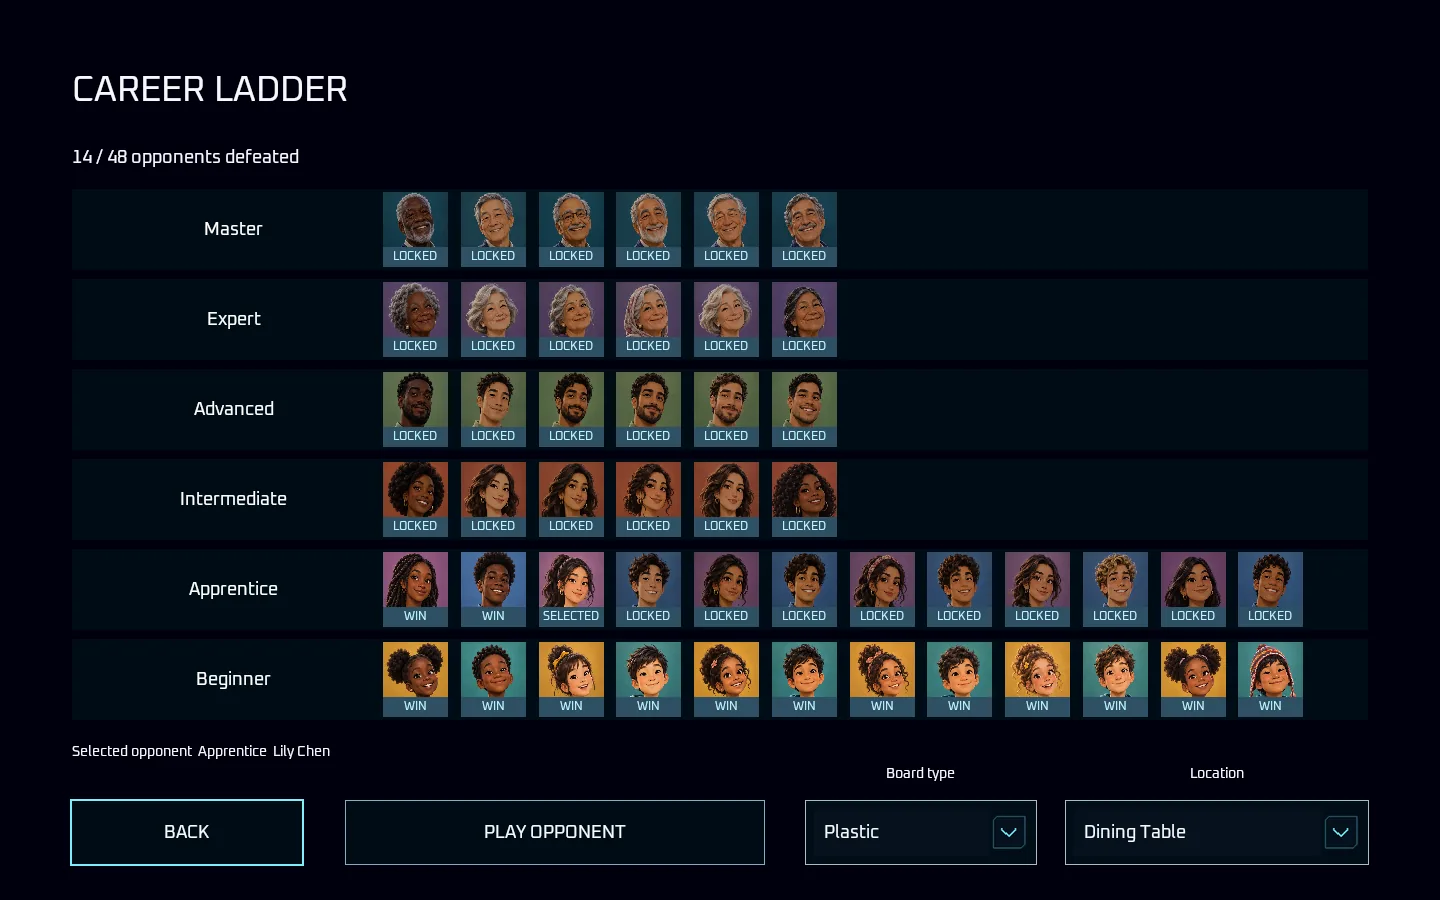 CAREER LADDER
14 / 48 opponents defeated
Master
LOCKED LOCKED LOCKED LOCKED LOCKED LOCKED
Expert
LOCKED LOCKED LOCKED LOCKED LOCKED LOCKED
Advanced
LOCKED LOCKED LOCKED LOCKED LOCKED LOCKED
Intermediate
LOCKED LOCKED LOCKED LOCKED LOCKED LOCKED
Apprentice
WIN WIN SELECTED LOCKED LOCKED LOCKED LOCKED LOCKED LOCKED LOCKED LOCKED LOCKED
Beginner
WIN WIN WIN WIN WIN WIN WIN WIN WIN WIN WIN WIN
Selected opponent Apprentice Lily Chen
Board type
Location
BACK
PLAY OPPONENT
Plastic
Dining Table